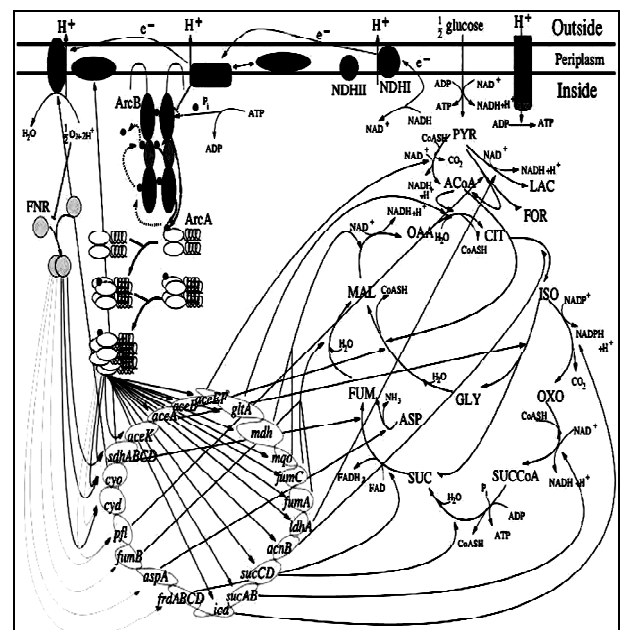 H+
e−
H+
e−
H+
½ glucose
H+
Outside
Periplasm
Inside
NDHII
NDHI
e−
ADP
NAD+
ATP
NADH+H+
ADP
ATP
ArcB
Pi
ATP
ADP
NAD+
NADH
H2O
½O2+2H+
CoASH
PYR
NAD+
CO2
NAD+
NADH+H+
NADH
+H+
ACoA
LAC
FOR
FNR
ArcA
NADH+H+
NAD+
OAA
H2O
CIT
CoASH
MAL
CoASH
ISO
NADP+
NADPH
+H+
H2O
CO2
H2O
FUM
NH3
GLY
OXO
ASP
CoASH
NAD+
aceEF
aceB
aceA
gltA
aceK
mdh
sdhABCD
mqo
cyo
fumC
FADH2
FAD
SUC
SUCCoA
NADH+H+
cyd
fumA
H2O
Pi
ADP
ldhA
pfl
CoASH
ATP
fumB
acnB
aspA
sucCD
frdABCD
sucAB
icd